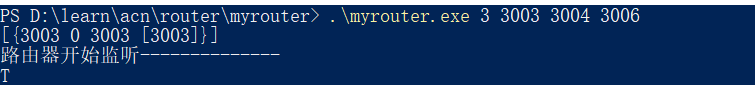 PS D:\learn\acn\router\myrouter> .\myrouter.exe 3 3003 3004 3006
[{3003 0 3003 [3003]}]
路由器开始监听--------------
T